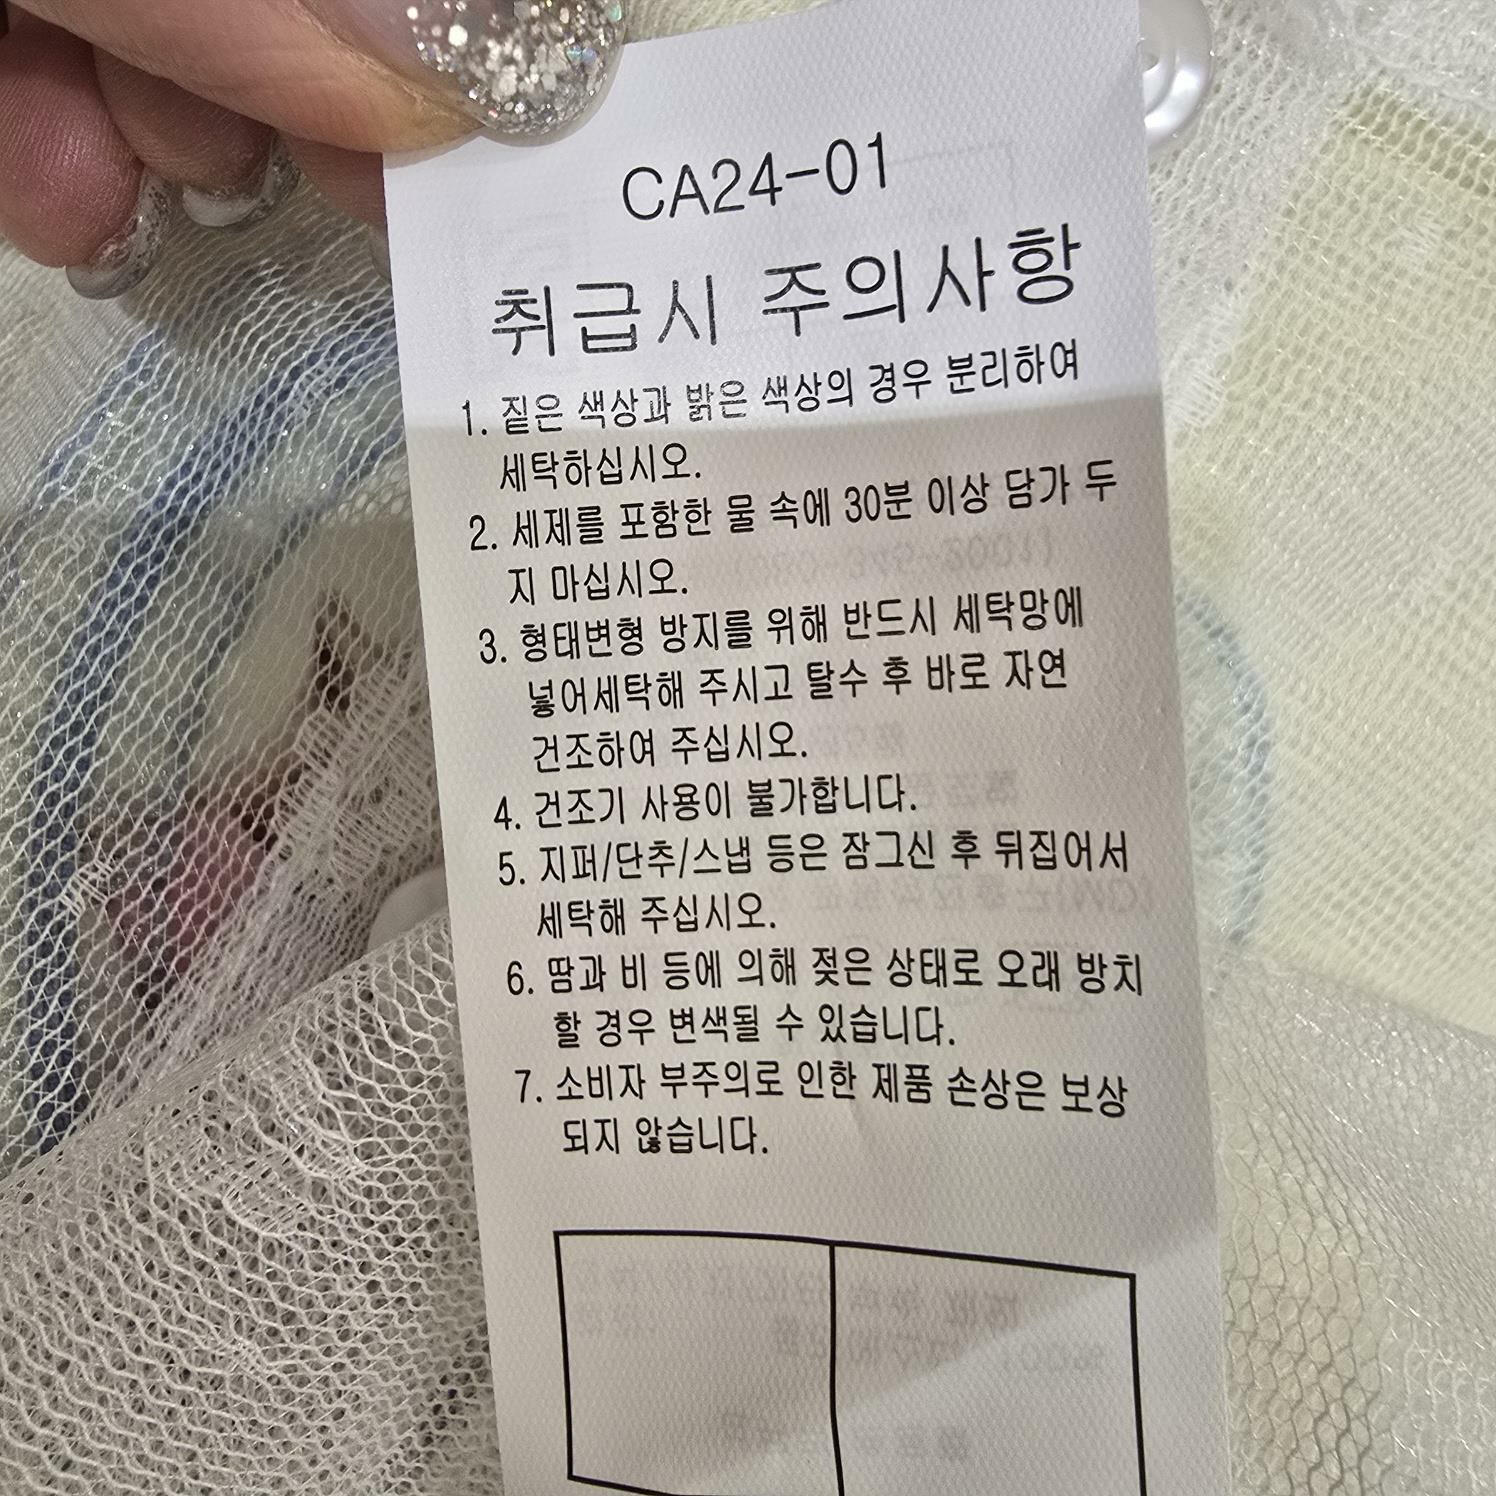 CA24-01
취급시 주의사항
1. 짙은 색상과 밝은 색상의 경우 분리하여
세탁하십시오.
2. 세제를 포함한 물 속에 30분 이상 담가 두
지 마십시오.
3. 형태변형 방지를 위해 반드시 세탁망에
넣어세탁해 주시고 탈수 후 바로 자연
건조하여 주십시오.
4. 건조기 사용이 불가합니다.
5. 지퍼/단추/스냅 등은 잠그신 후 뒤집어서
세탁해 주십시오.
6. 땀과 비 등에 의해 젖은 상태로 오래 방치
할 경우 변색될 수 있습니다.
7. 소비자 부주의로 인한 제품 손상은 보상
되지 않습니다.